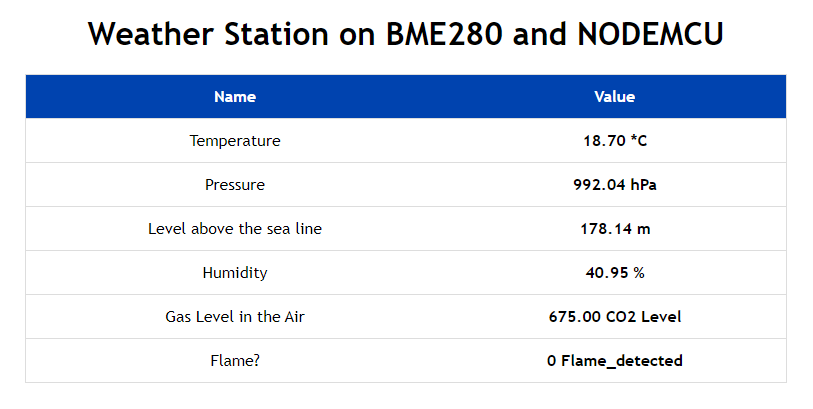 Weather Station on BME280 and NODEMCU
Name Value
Temperature 18.70 *C
Pressure 992.04 hPa
Level above the sea line 178.14 m
Humidity 40.95 %
Gas Level in the Air 675.00 CO2 Level
Flame? 0 Flame_detected